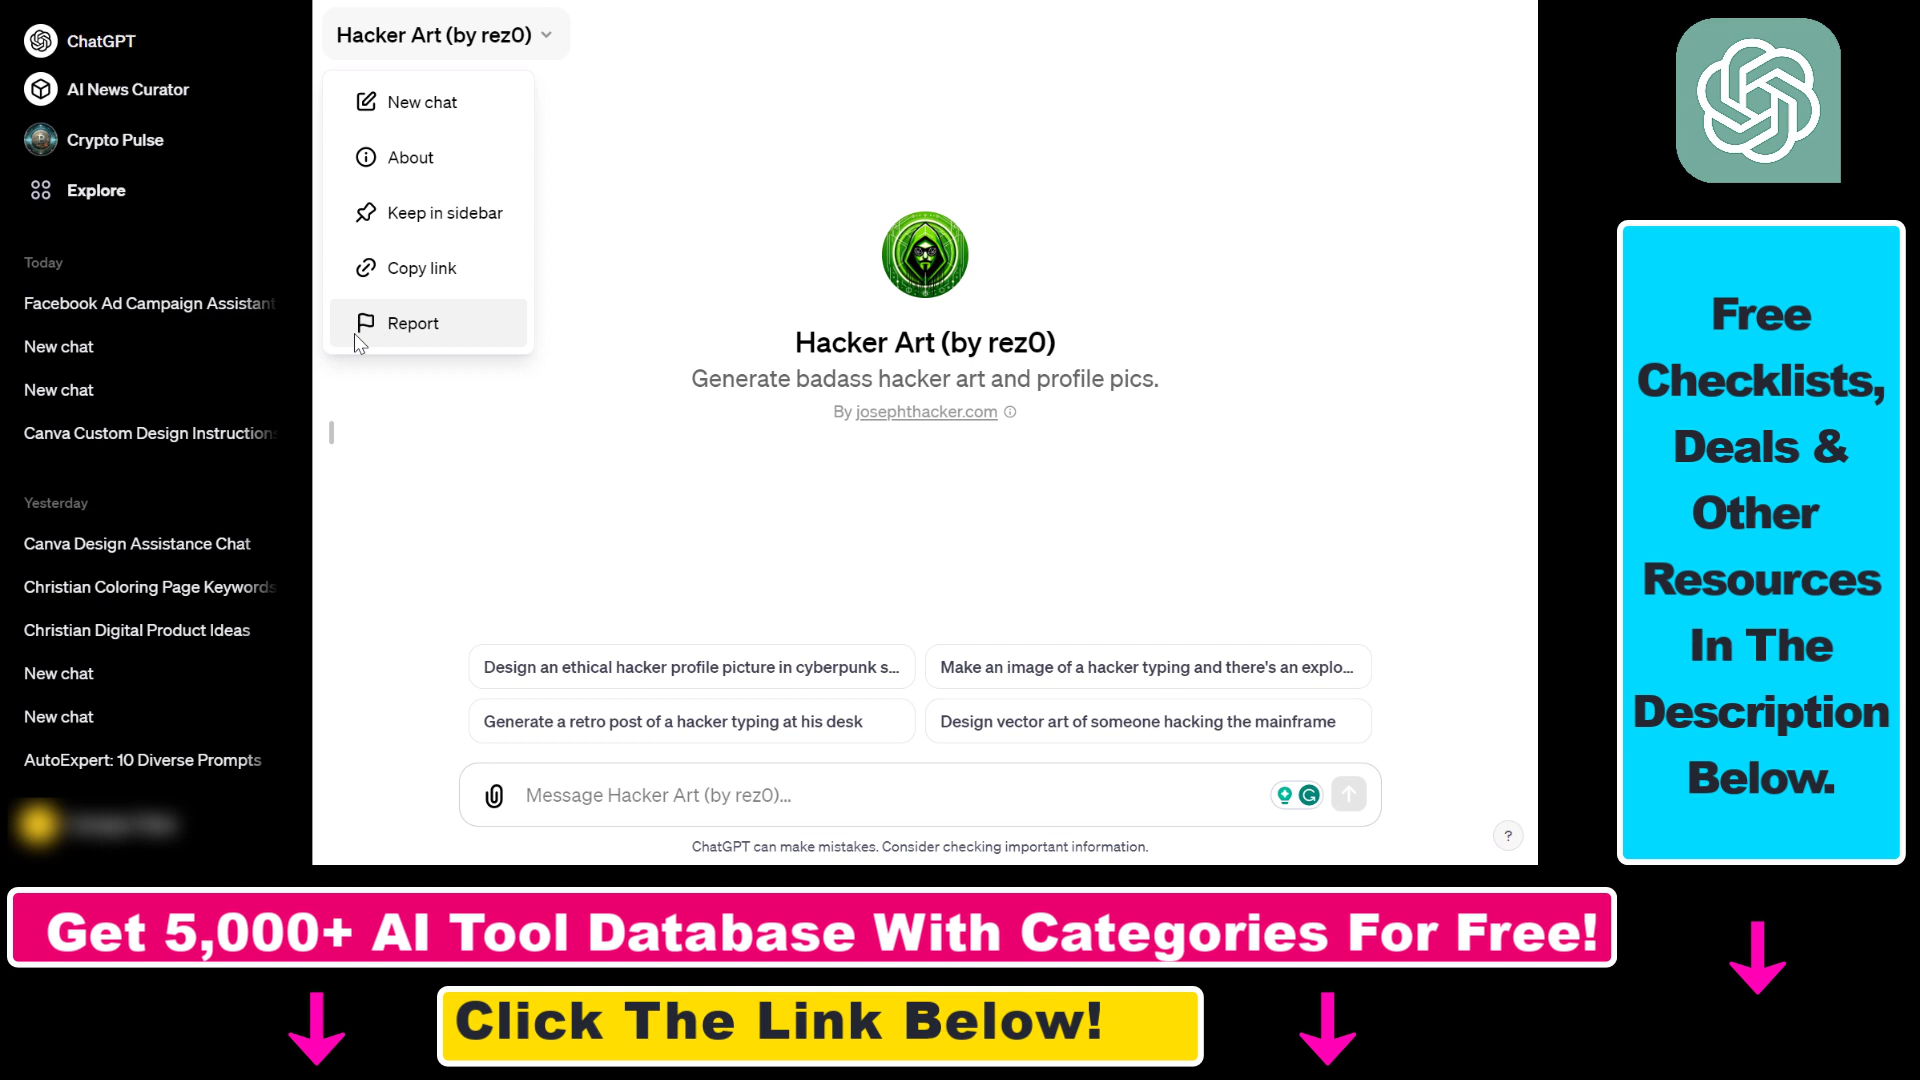 ChatGPT
AI News Curator
Crypto Pulse
Explore
Today
Facebook Ad Campaign Assistant
New chat
New chat
Canva Custom Design Instructions
Yesterday
Canva Design Assistance Chat
Christian Coloring Page Keywords
Christian Digital Product Ideas
New chat
New chat
AutoExpert: 10 Diverse Prompts
Hacker Art (by rez0)
New chat
About
Keep in sidebar
Copy link
Report
Hacker Art (by rez0)
Generate badass hacker art and profile pics.
By josephthacker.com
Design an ethical hacker profile picture in cyberpunk s...
Make an image of a hacker typing and there's an explo...
Generate a retro post of a hacker typing at his desk
Design vector art of someone hacking the mainframe
Message Hacker Art (by rez0)...
ChatGPT can make mistakes. Consider checking important information.
?
Free
Checklists,
Deals &
Other
Resources
In The
Description
Below.
Get 5,000+ AI Tool Database With Categories For Free!
Click The Link Below!